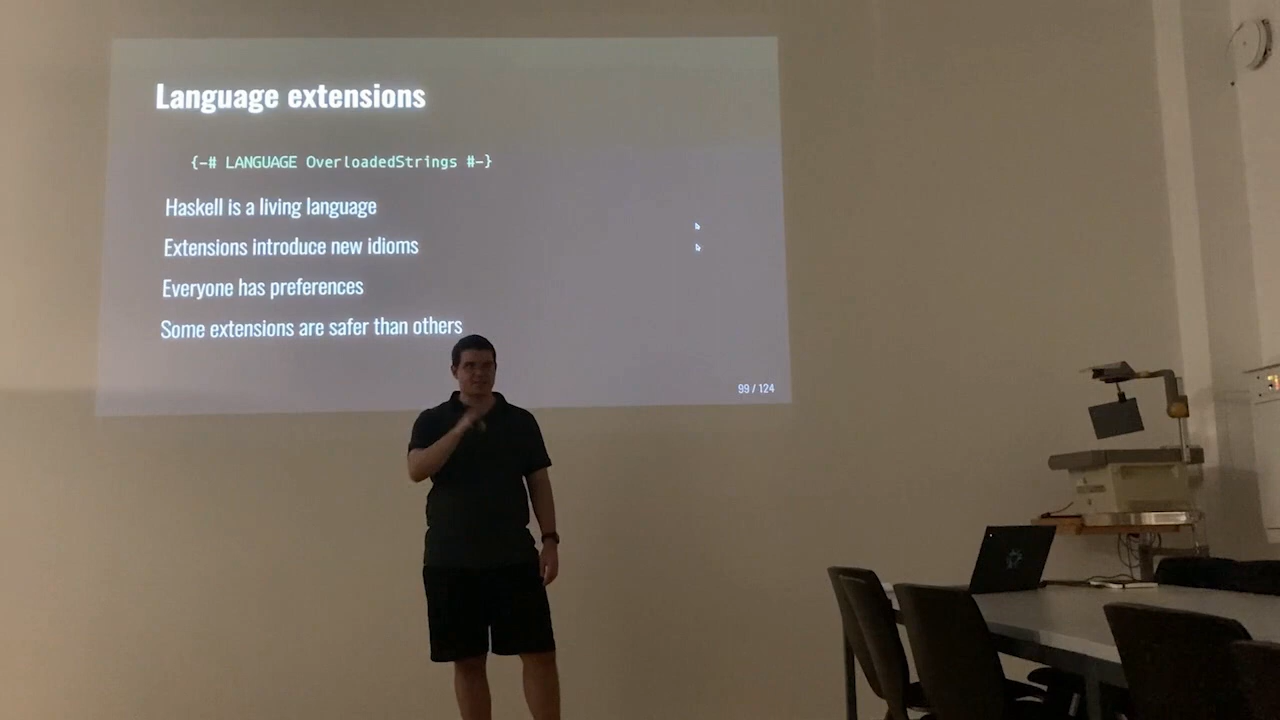 Language extensions
{-# LANGUAGE OverloadedStrings #-}
Haskell is a living language
Extensions introduce new idioms
Everyone has preferences
Some extensions are safer than others
99 / 124